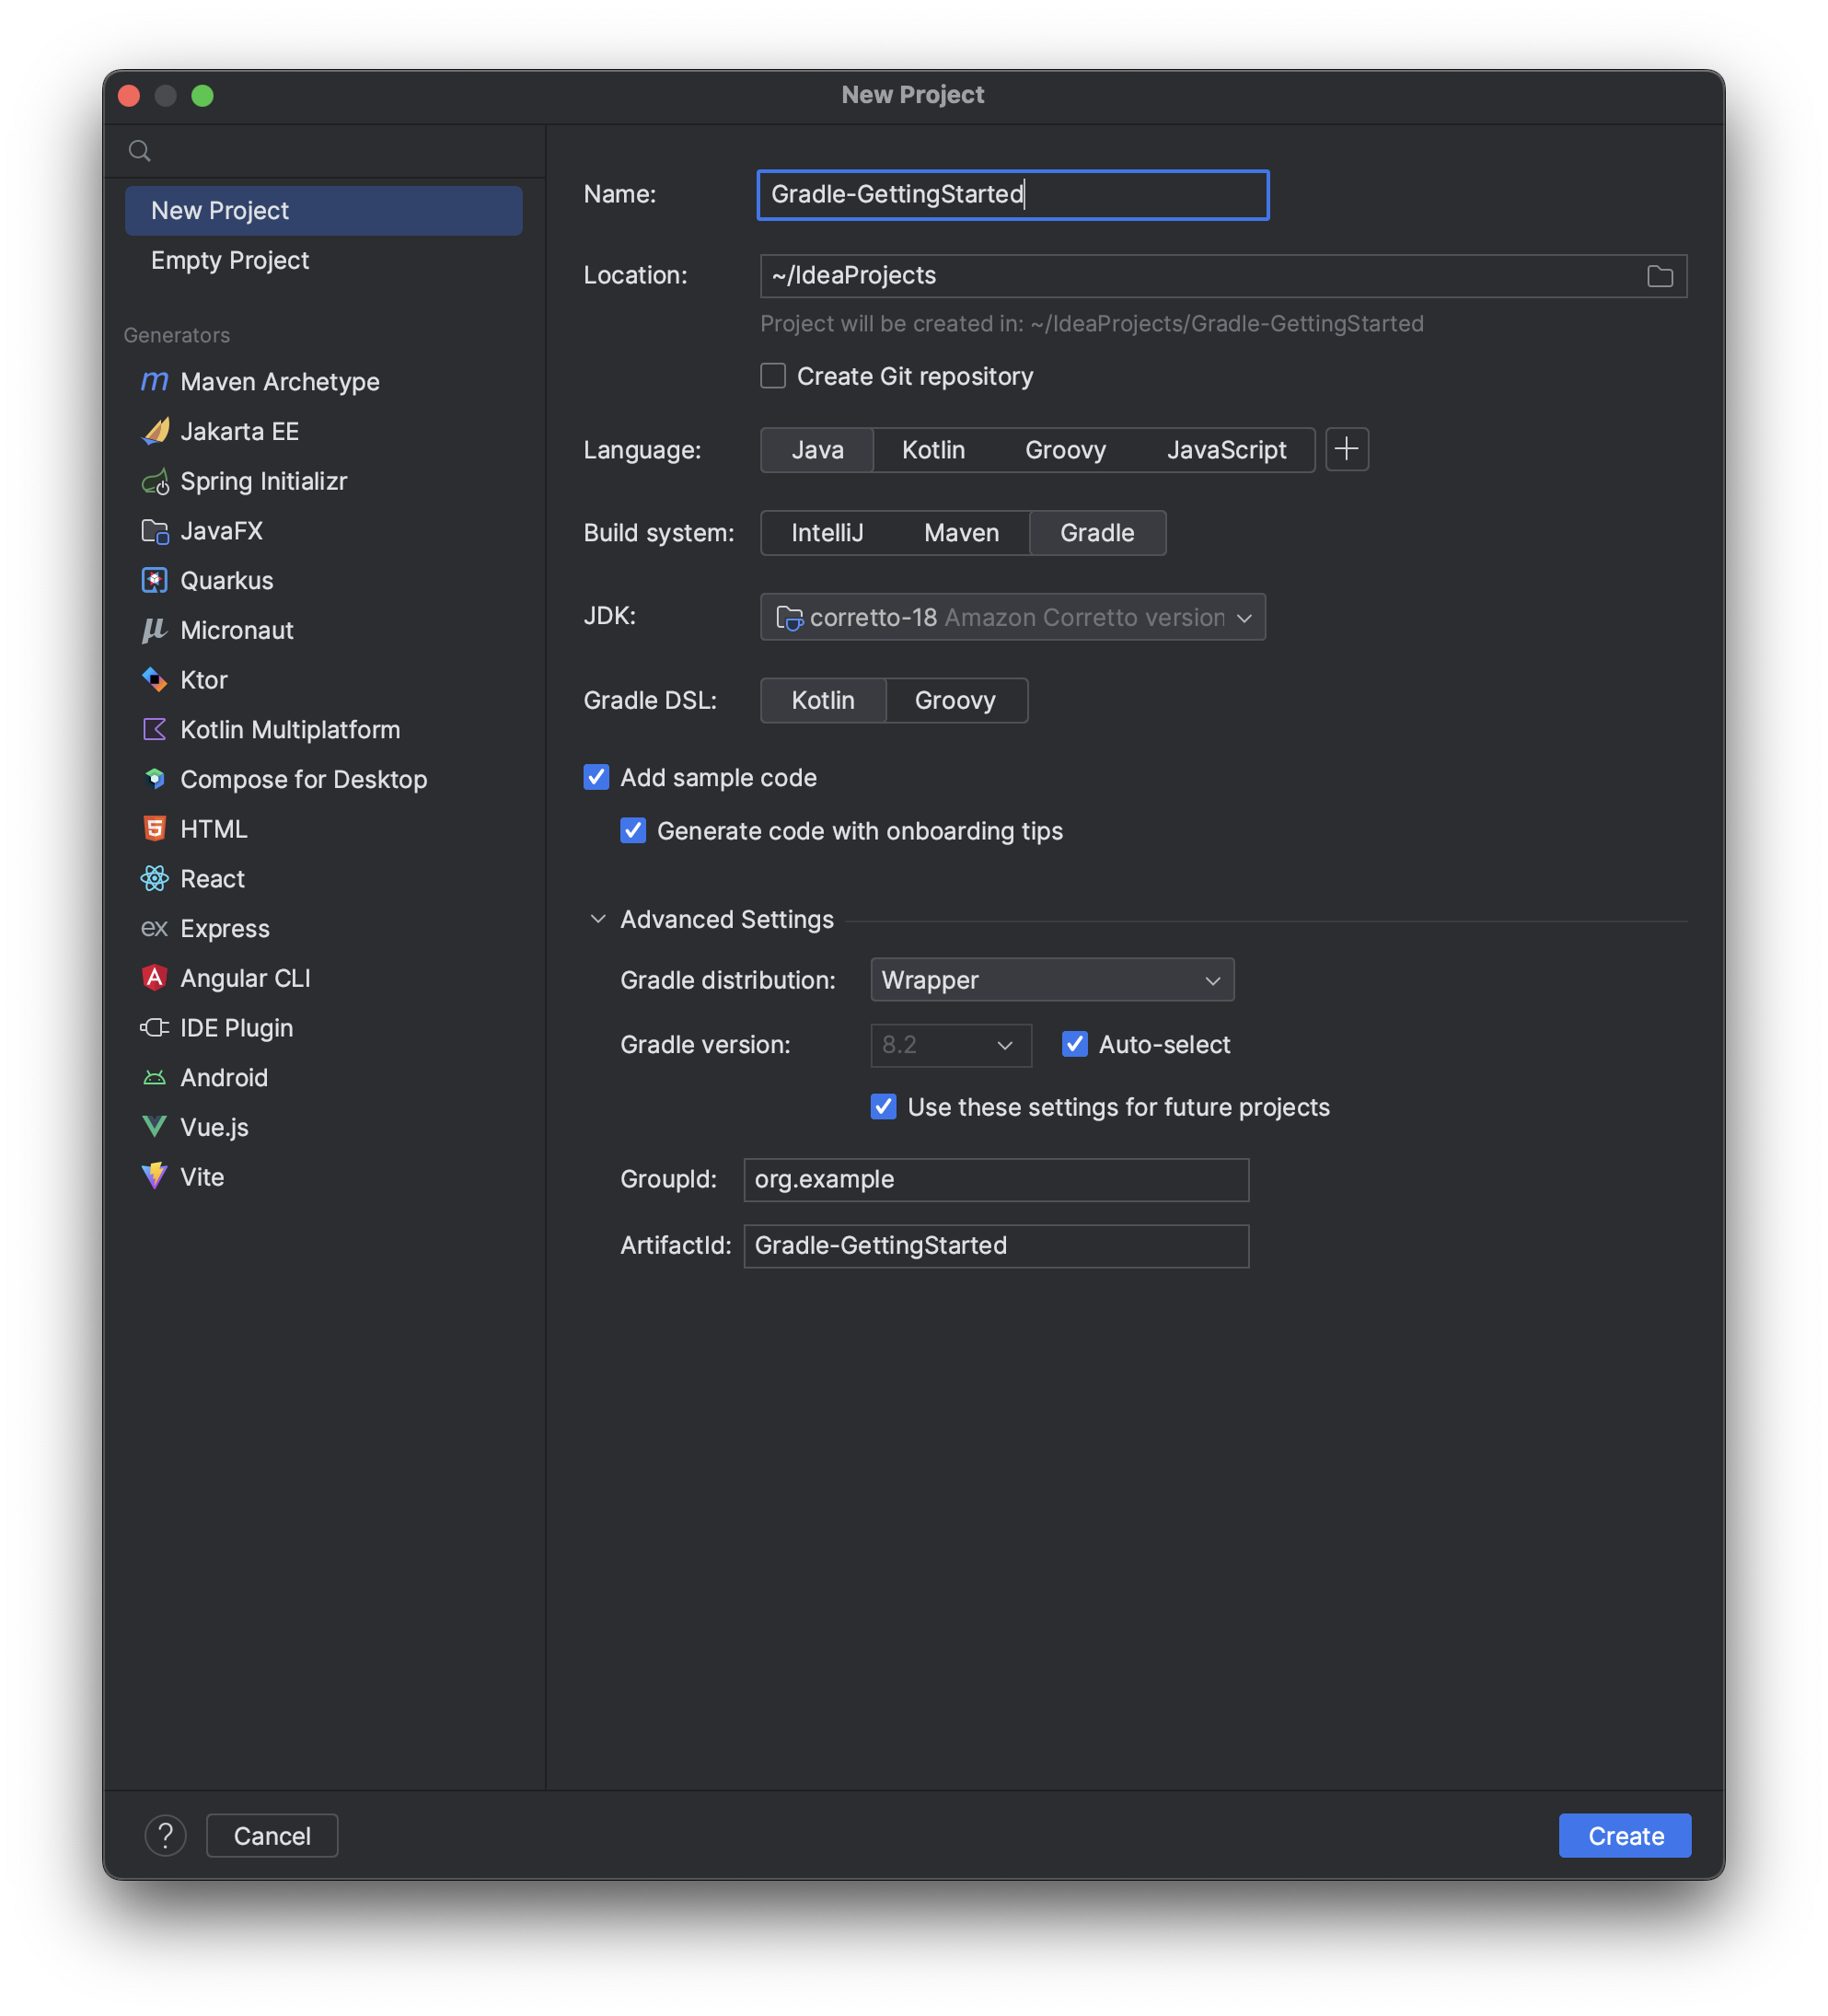 New Project
New Project
Empty Project
Generators
m Maven Archetype
Jakarta EE
Spring Initializr
JavaFX
Quarkus
μ Micronaut
Ktor
Kotlin Multiplatform
Compose for Desktop
5 HTML
React
ex Express
A Angular CLI
IDE Plugin
Android
Vue.js
Vite
Name: Gradle-GettingStarted
Location: ~/IdeaProjects
Project will be created in: ~/IdeaProjects/Gradle-GettingStarted
Create Git repository
Language: Java Kotlin Groovy JavaScript +
Build system: IntelliJ Maven Gradle
JDK: corretto-18 Amazon Corretto version
Gradle DSL: Kotlin Groovy
Add sample code
Generate code with onboarding tips
Advanced Settings
Gradle distribution: Wrapper
Gradle version: 8.2 Auto-select
Use these settings for future projects
GroupId: org.example
ArtifactId: Gradle-GettingStarted
? Cancel Create